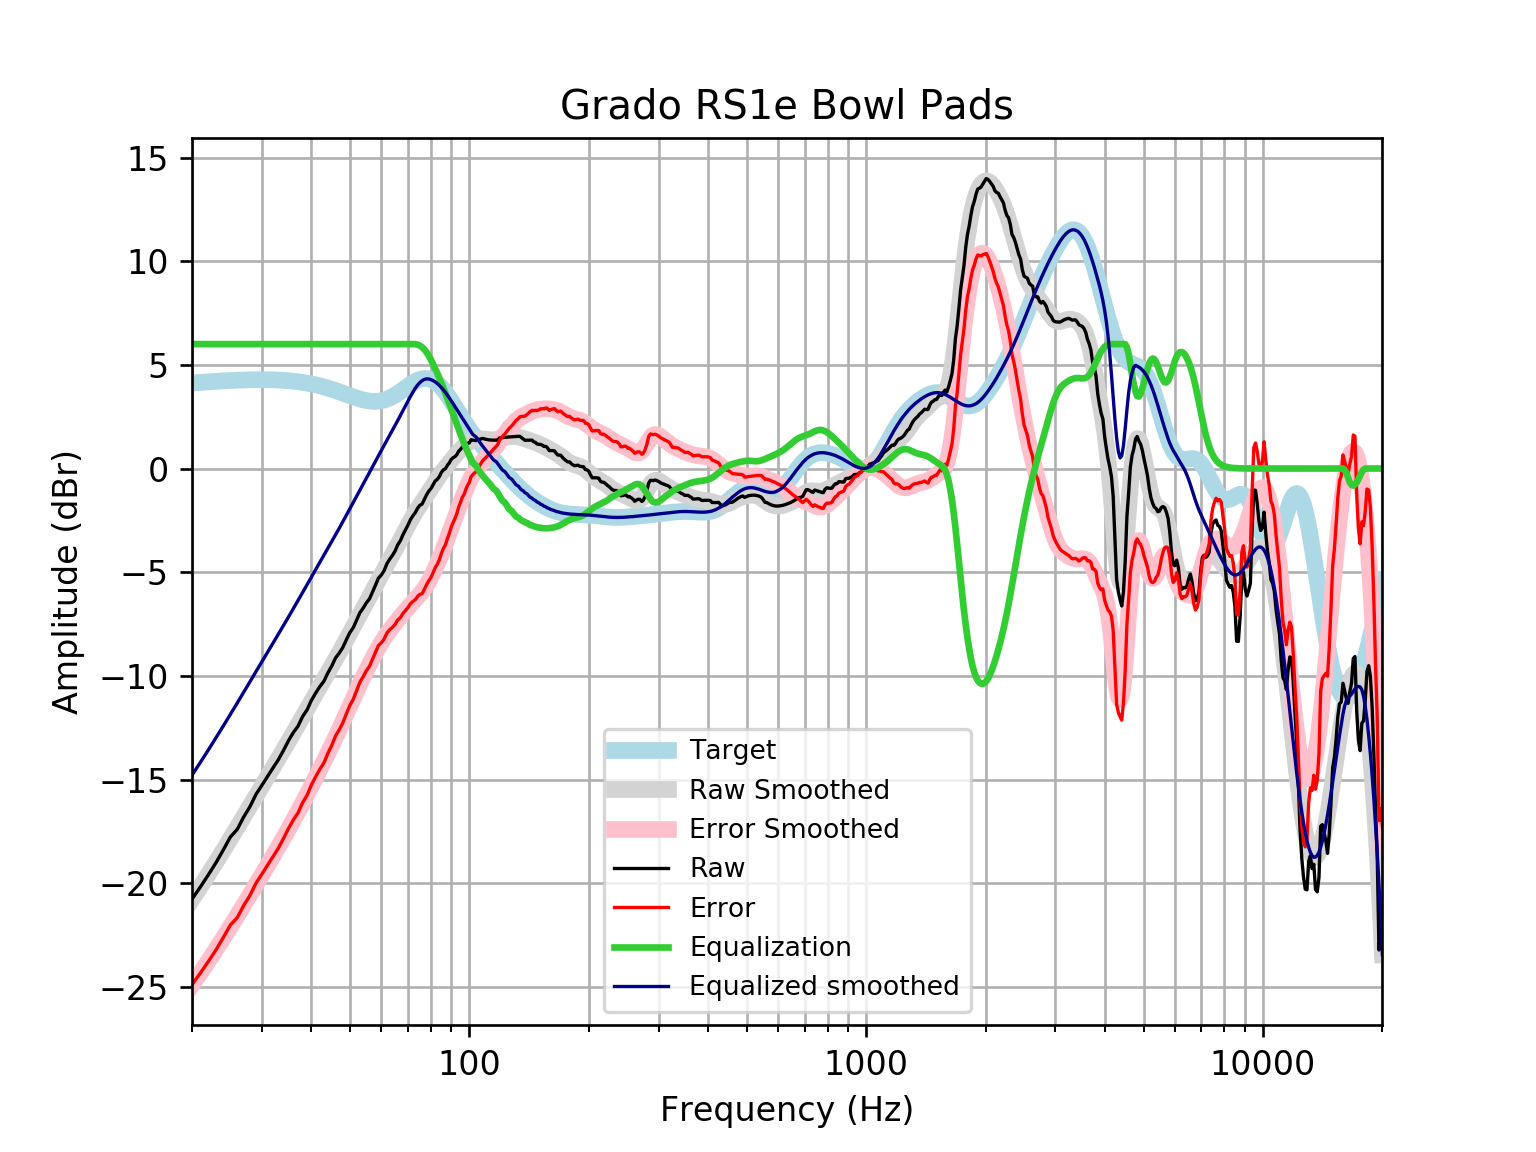 Grado RS1e Bowl Pads
15
10
5
0
−5
−10
−15
−20
−25
Amplitude (dBr)
Target
Raw Smoothed
Error Smoothed
Raw
Error
Equalization
Equalized smoothed
100 1000 10000
Frequency (Hz)